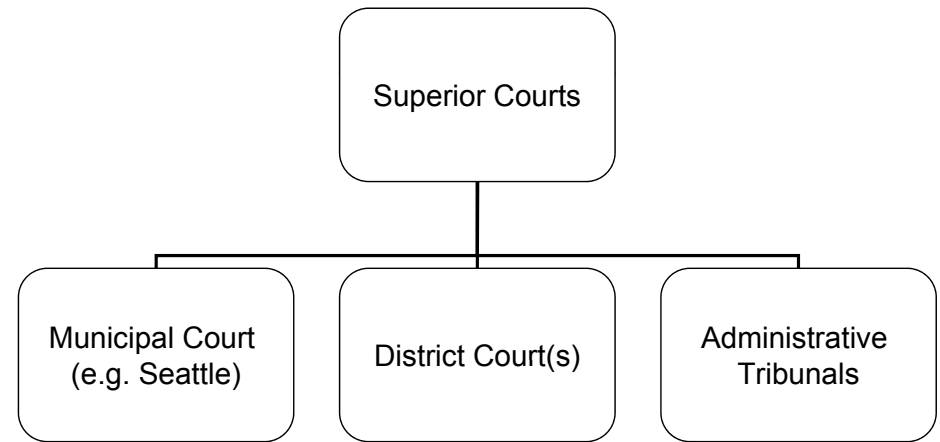 Superior Courts
Municipal Court
(e.g. Seattle)
District Court(s)
Administrative
Tribunals